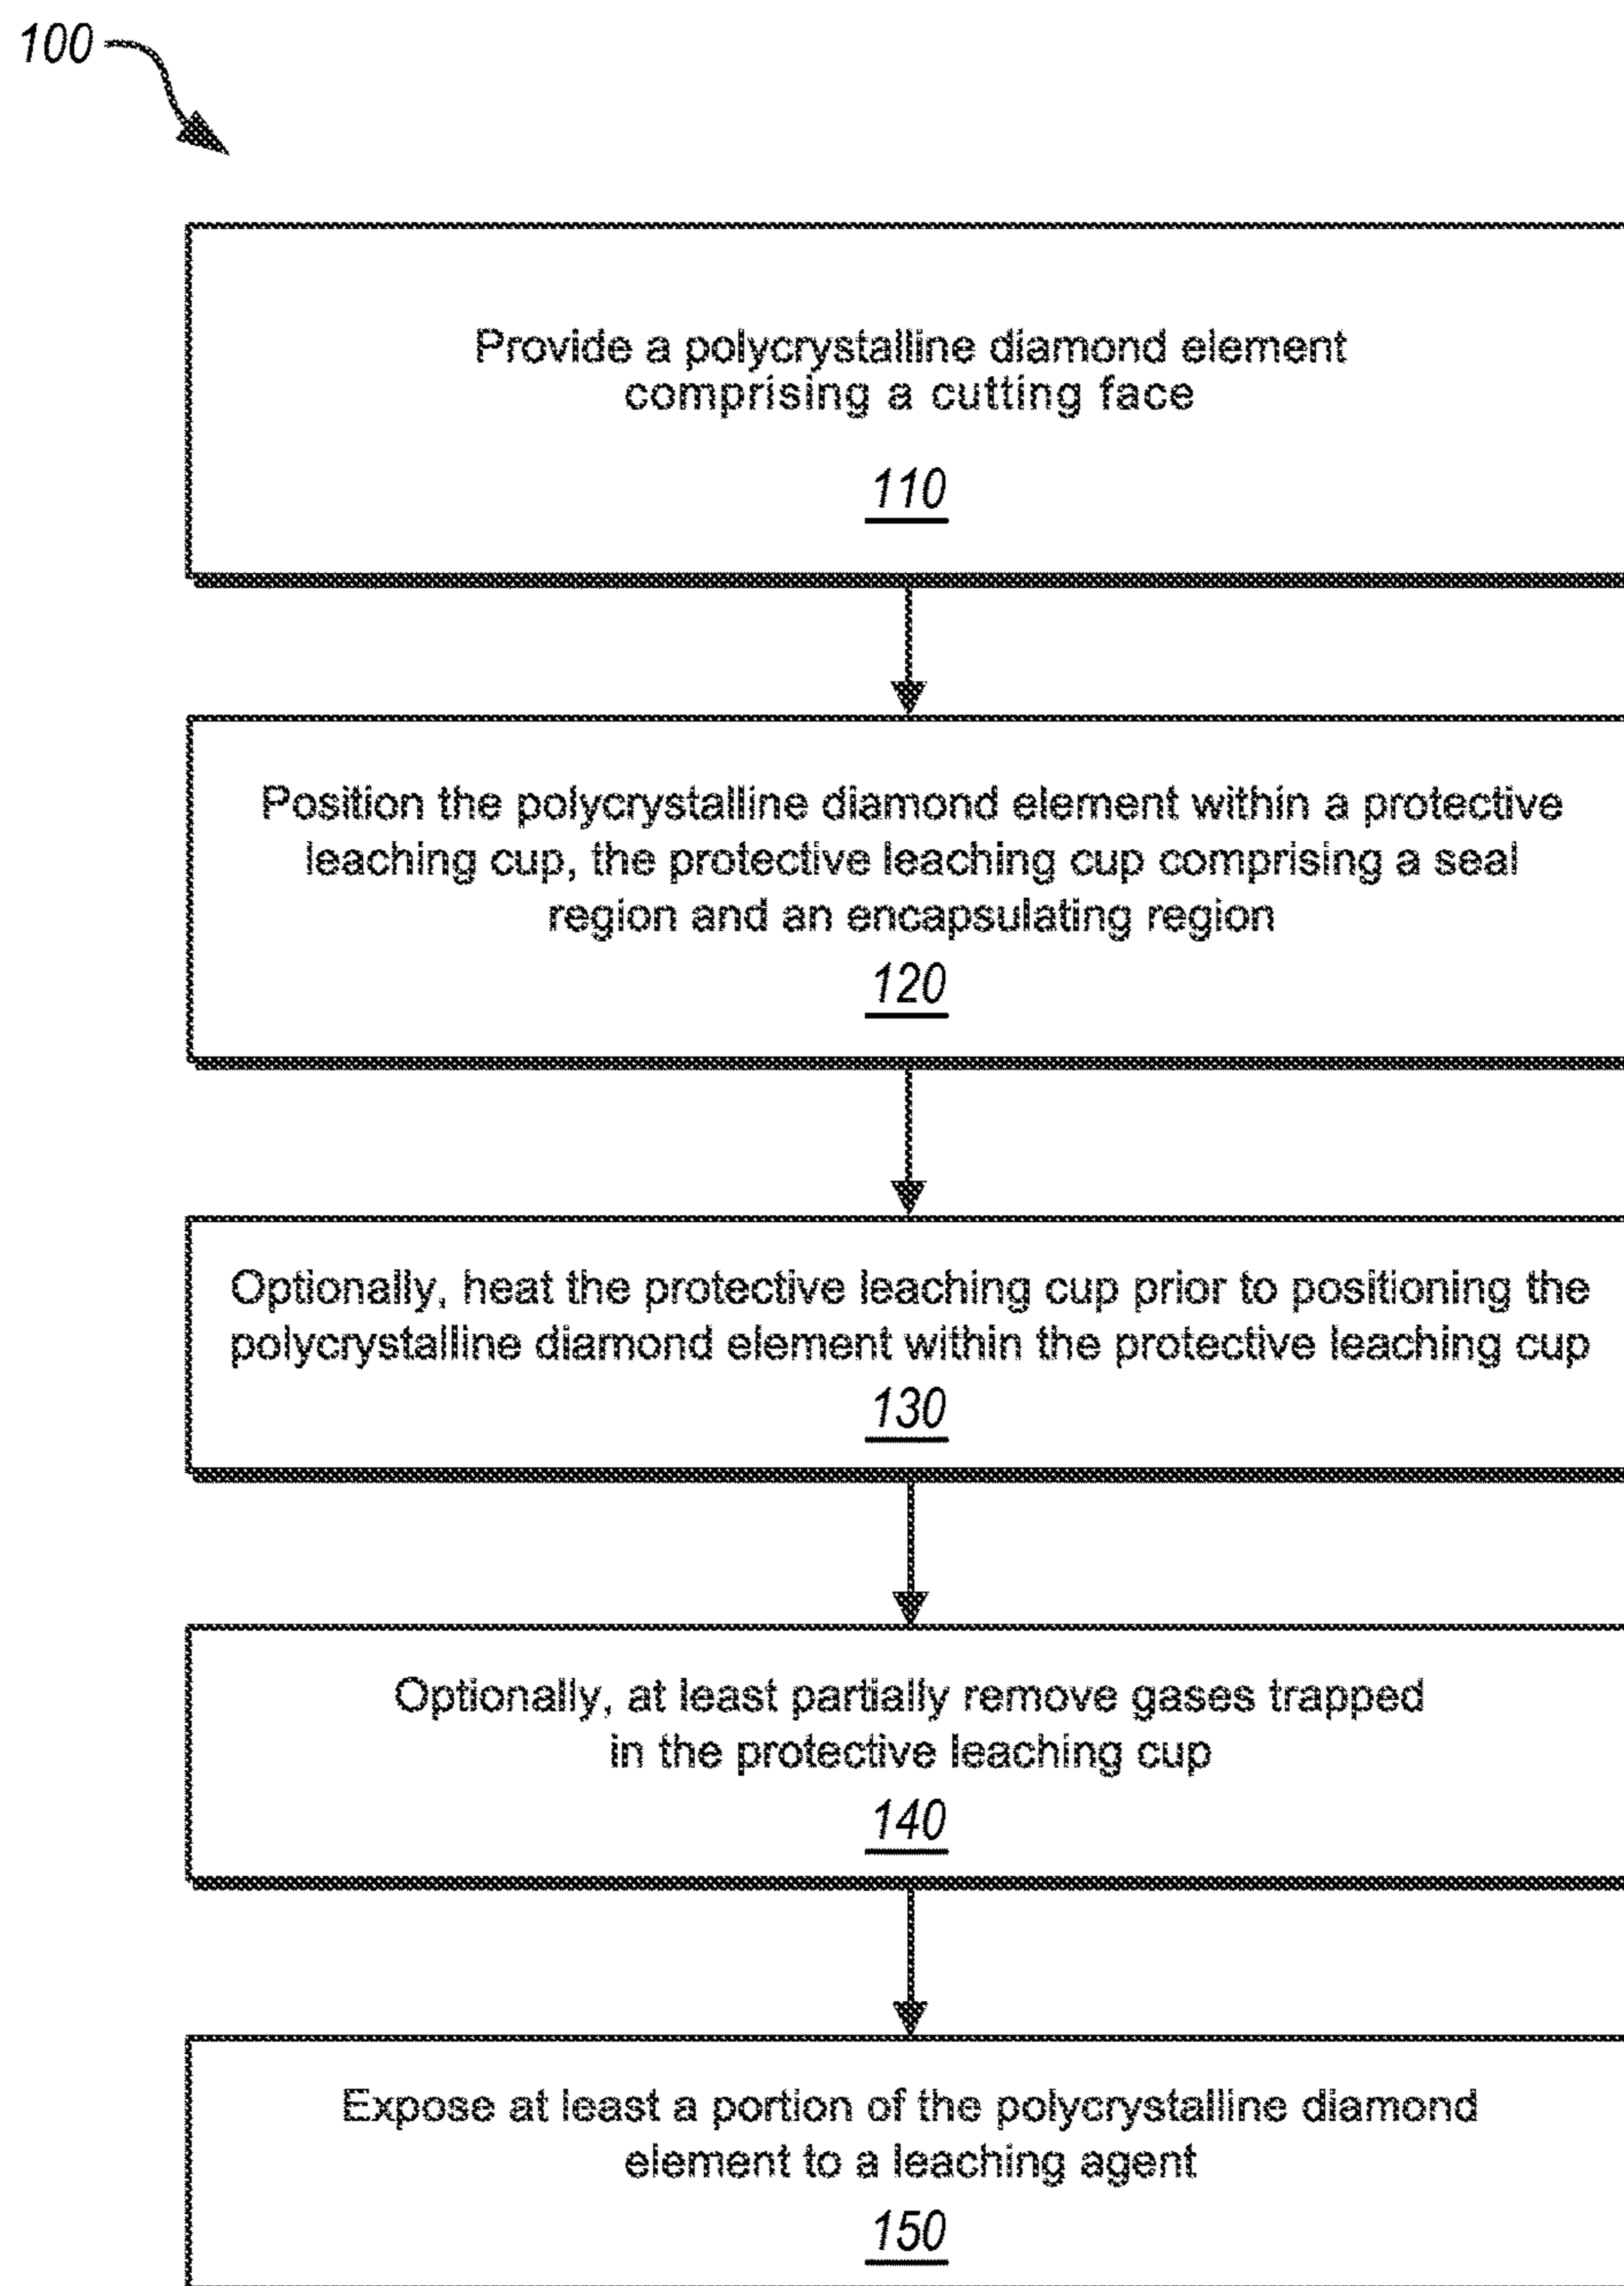 100
Provide a polycrystalline diamond element
comprising a cutting face
110
Position the polycrystalline diamond element within a protective
leaching cup, the protective leaching cup comprising a seal
region and an encapsulating region
120
Optionally, heat the protective leaching cup prior to positioning the
polycrystalline diamond element within the protective leaching cup
130
Optionally, at least partially remove gases trapped
in the protective leaching cup
140
Expose at least a portion of the polycrystalline diamond
element to a leaching agent
150